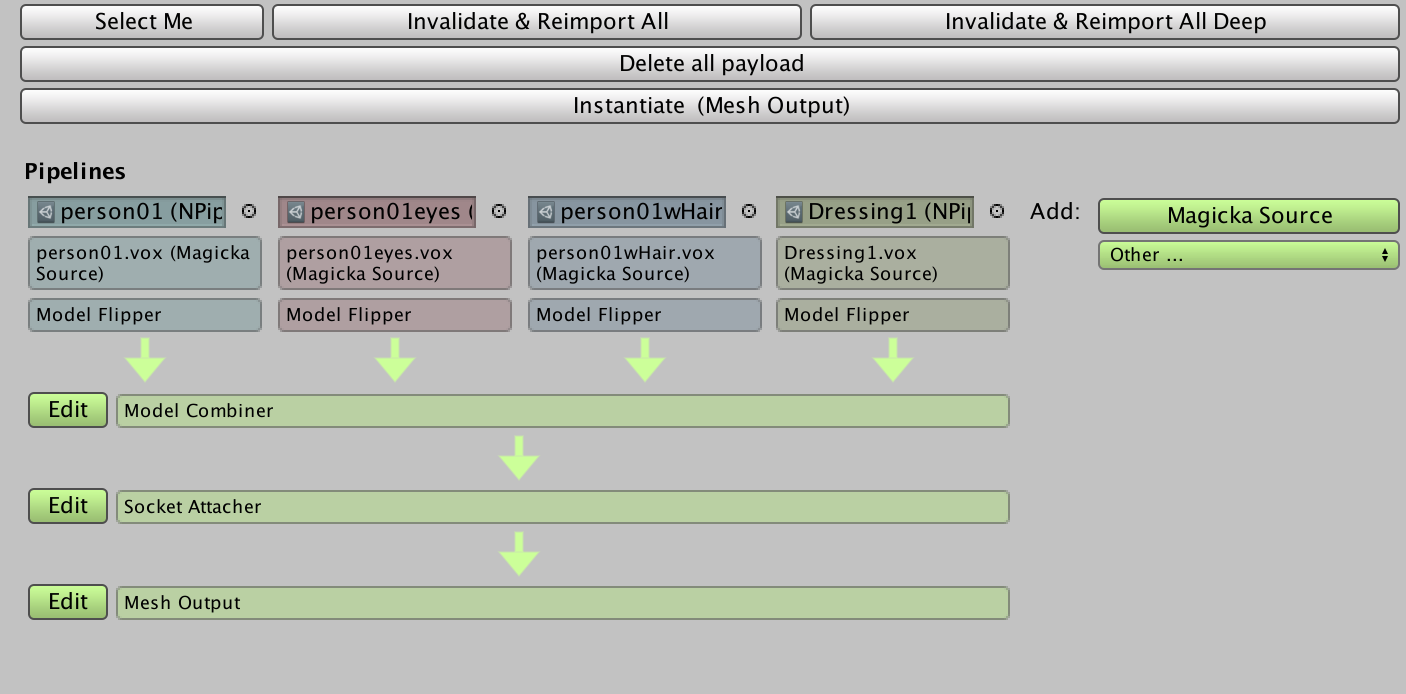 Select Me
Invalidate & Reimport All
Invalidate & Reimport All Deep
Delete all payload
Instantiate (Mesh Output)
Pipelines
person01 (NPip
person01eyes (
person01wHair
Dressing1 (NPi
Add:
Magicka Source
person01.vox (Magicka
Source)
person01eyes.vox
(Magicka Source)
person01wHair.vox
(Magicka Source)
Dressing1.vox
(Magicka Source)
Other ...
Model Flipper
Model Flipper
Model Flipper
Model Flipper
Edit
Model Combiner
Edit
Socket Attacher
Edit
Mesh Output